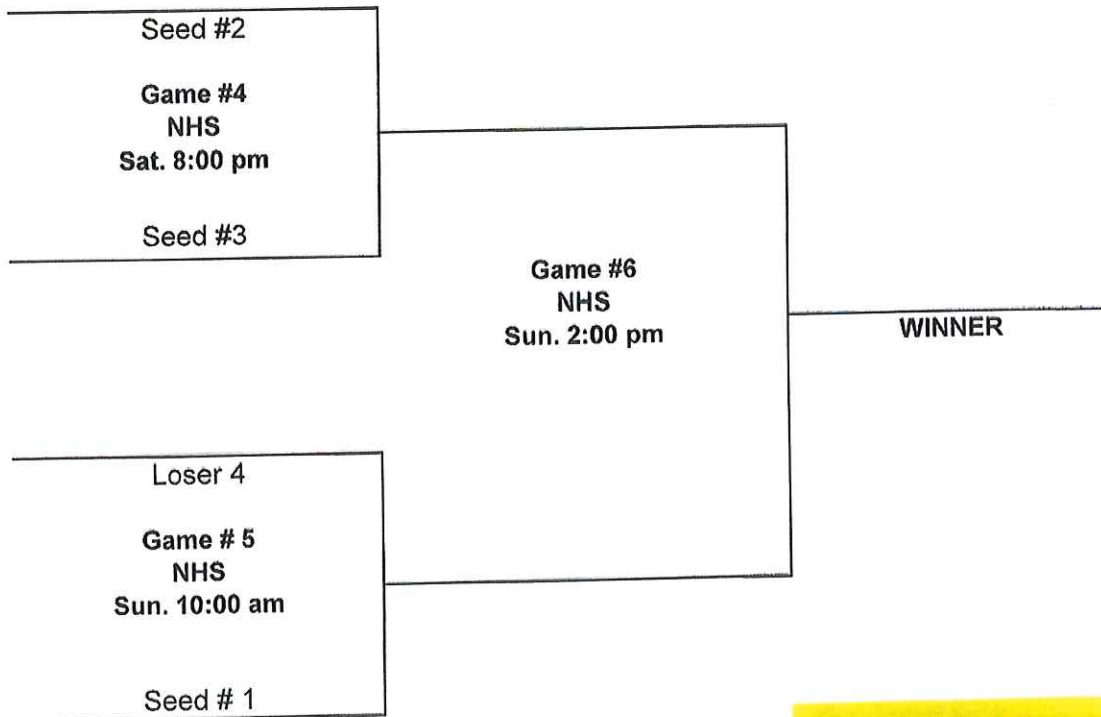 Seed #2
Game #4
NHS
Sat. 8:00 pm
Seed #3
Game #6
NHS
Sun. 2:00 pm
WINNER
Loser 4
Game # 5
NHS
Sun. 10:00 am
Seed # 1